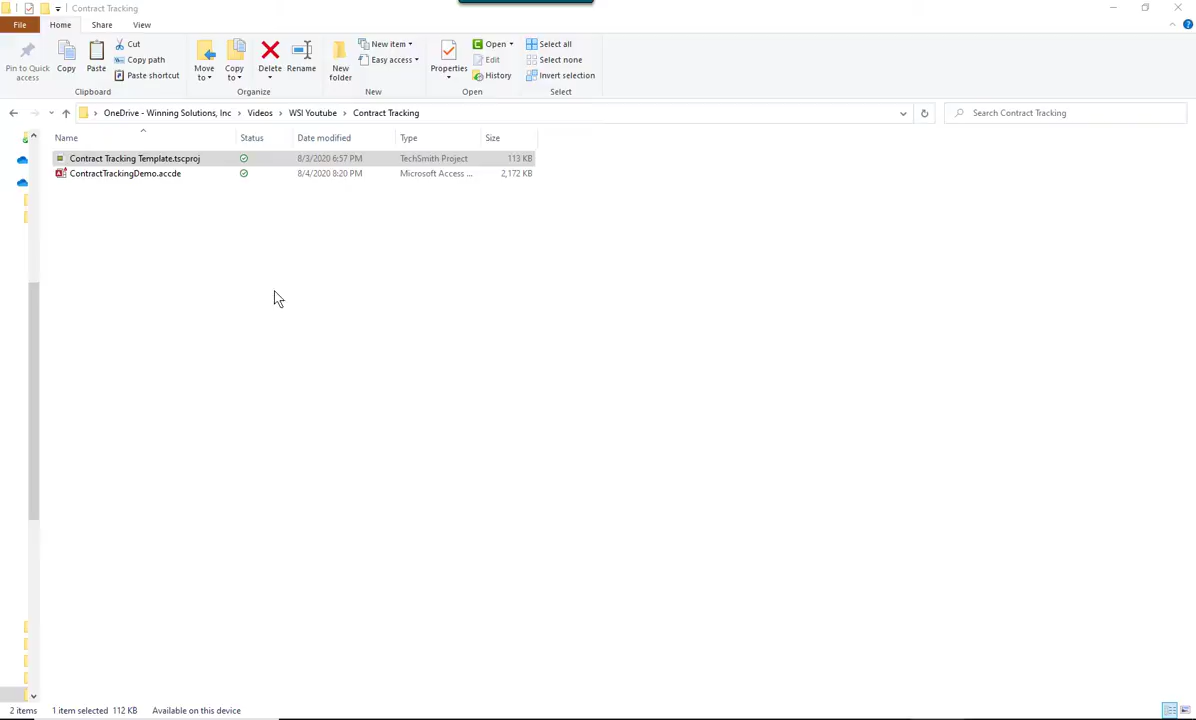 Contract Tracking
File Home Share View
Pin to Quick access
Copy
Paste
Cut
Copy path
Paste shortcut
Clipboard
Move to
Copy to
Delete
Rename
Organize
New folder
New item
Easy access
New
Properties
Open
Edit
History
Open
Select all
Select none
Invert selection
Select
OneDrive - Winning Solutions, Inc › Videos › WSI Youtube › Contract Tracking
Search Contract Tracking
Name Status Date modified Type Size
Contract Tracking Template.tscproj 8/3/2020 6:57 PM TechSmith Project 113 KB
ContractTrackingDemo.accde 8/4/2020 8:20 PM Microsoft Access ... 2,172 KB
2 items 1 item selected 112 KB Available on this device